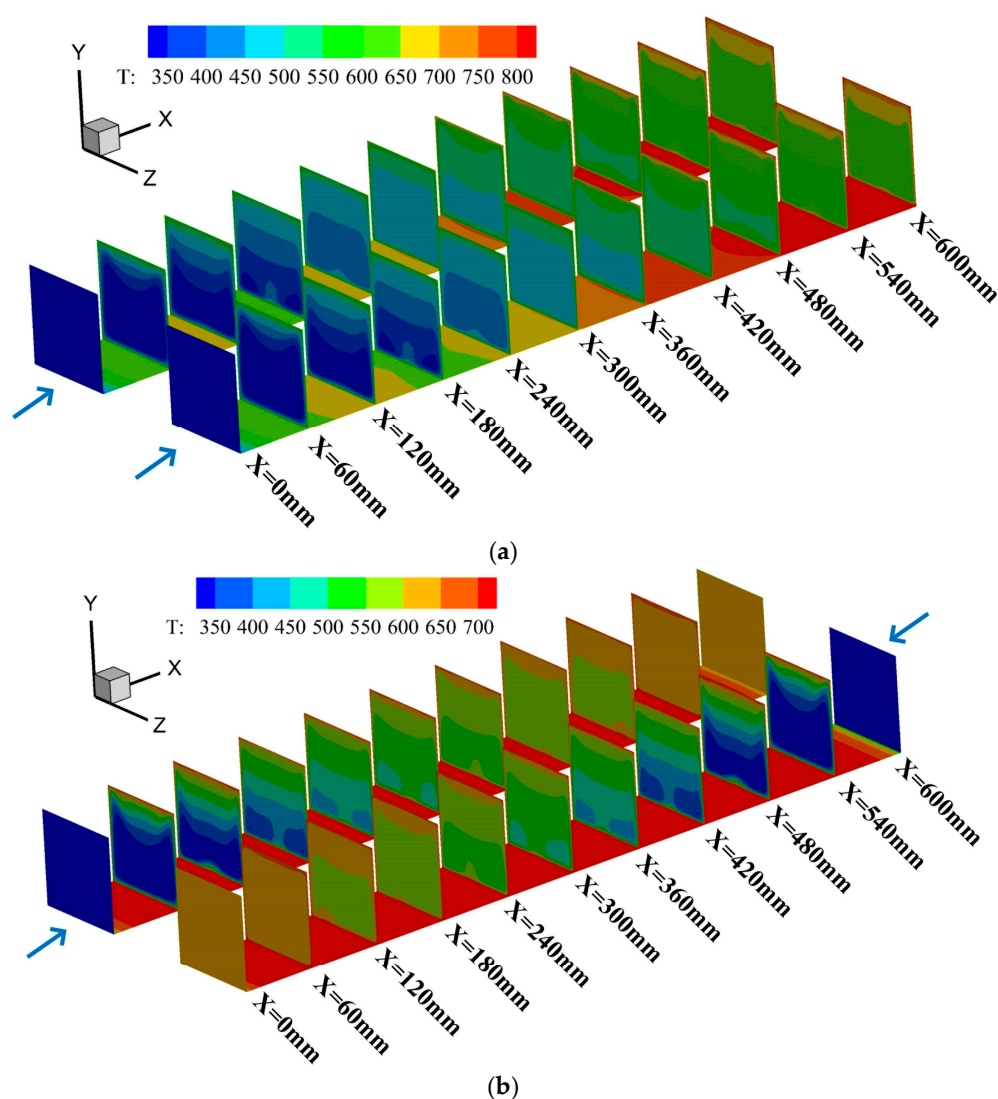 Y
X
Z
T: 350 400 450 500 550 600 650 700 750 800
X=0mm
X=60mm
X=120mm
X=180mm
X=240mm
X=300mm
X=360mm
X=420mm
X=480mm
X=540mm
X=600mm
(a)
Y
X
Z
T: 350 400 450 500 550 600 650 700
X=0mm
X=60mm
X=120mm
X=180mm
X=240mm
X=300mm
X=360mm
X=420mm
X=480mm
X=540mm
X=600mm
(b)